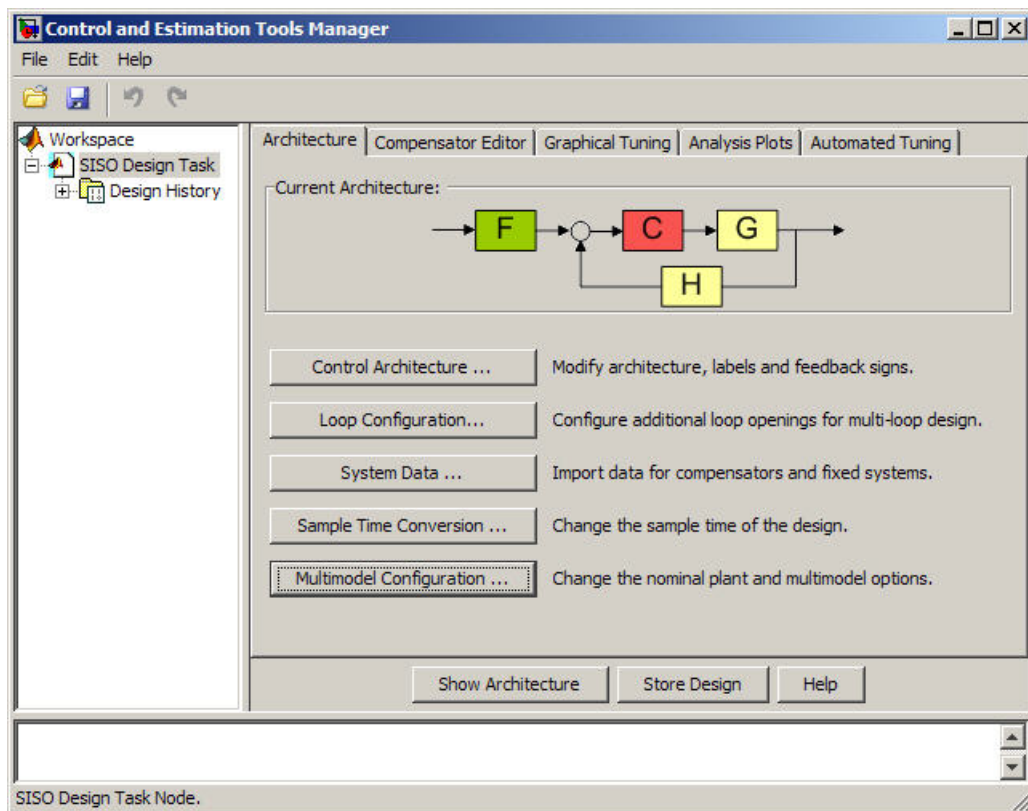 Control and Estimation Tools Manager
File Edit Help
Workspace
SISO Design Task
Design History
Architecture Compensator Editor Graphical Tuning Analysis Plots Automated Tuning
Current Architecture:
F C G
H
Control Architecture ... Modify architecture, labels and feedback signs.
Loop Configuration... Configure additional loop openings for multi-loop design.
System Data ... Import data for compensators and fixed systems.
Sample Time Conversion ... Change the sample time of the design.
Multimodel Configuration ... Change the nominal plant and multimodel options.
Show Architecture Store Design Help
SISO Design Task Node.